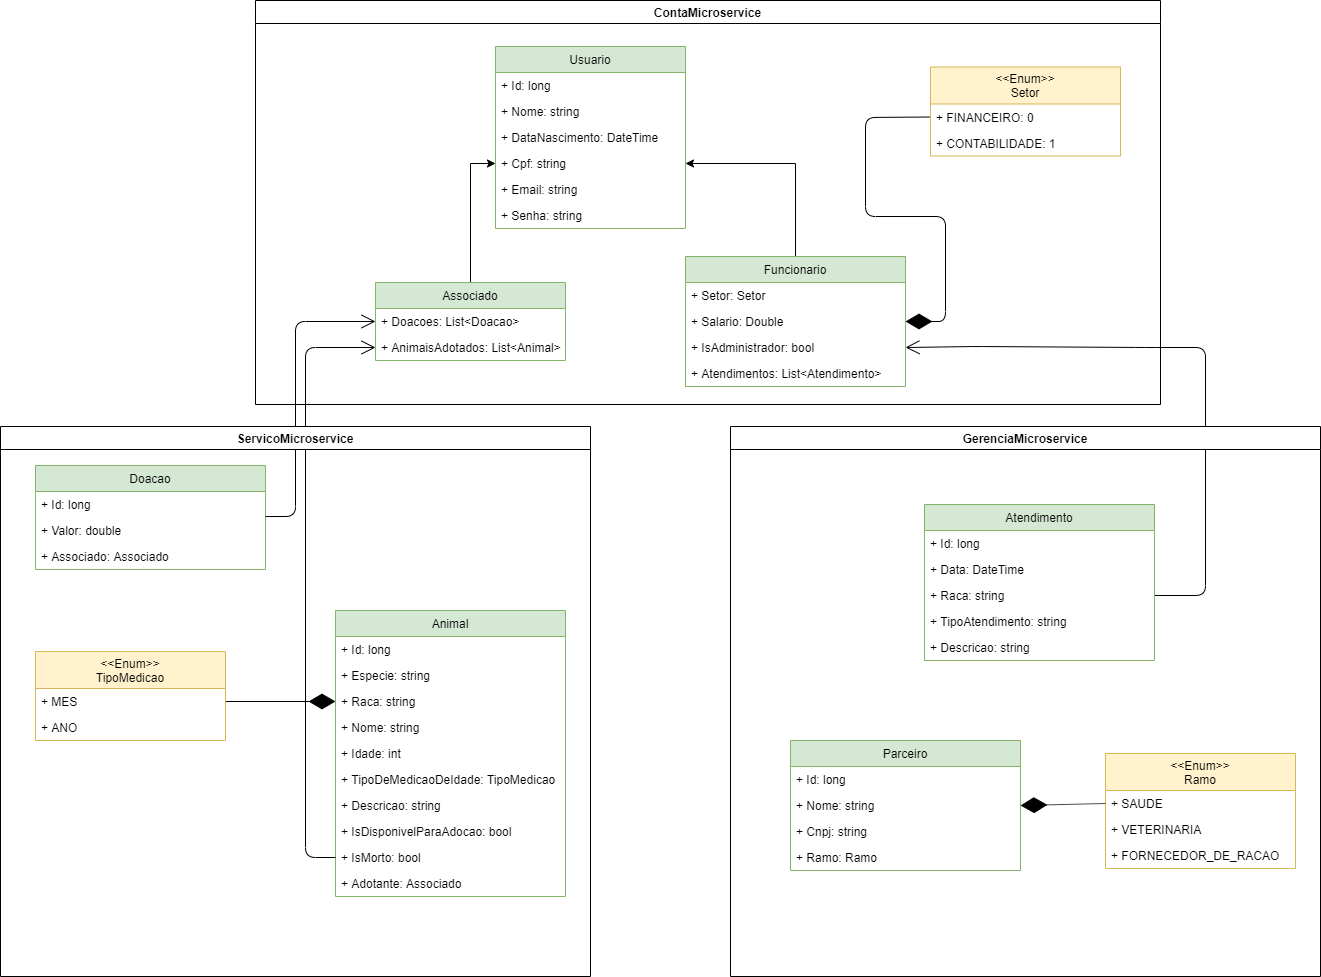 ContaMicroservice
Usuario
+ Id: long
+ Nome: string
+ DataNascimento: DateTime
+ Cpf: string
+ Email: string
+ Senha: string
<<Enum>>
Setor
+ FINANCEIRO: 0
+ CONTABILIDADE: 1
Associado
+ Doacoes: List<Doacao>
+ AnimaisAdotados: List<Animal>
Funcionario
+ Setor: Setor
+ Salario: Double
+ IsAdministrador: bool
+ Atendimentos: List<Atendimento>
ServicoMicroservice
Doacao
+ Id: long
+ Valor: double
+ Associado: Associado
<<Enum>>
TipoMedicao
+ MES
+ ANO
Animal
+ Id: long
+ Especie: string
+ Raca: string
+ Nome: string
+ Idade: int
+ TipoDeMedicaoDeIdade: TipoMedicao
+ Descricao: string
+ IsDisponivelParaAdocao: bool
+ IsMorto: bool
+ Adotante: Associado
GerenciaMicroservice
Atendimento
+ Id: long
+ Data: DateTime
+ Raca: string
+ TipoAtendimento: string
+ Descricao: string
Parceiro
+ Id: long
+ Nome: string
+ Cnpj: string
+ Ramo: Ramo
<<Enum>>
Ramo
+ SAUDE
+ VETERINARIA
+ FORNECEDOR_DE_RACAO